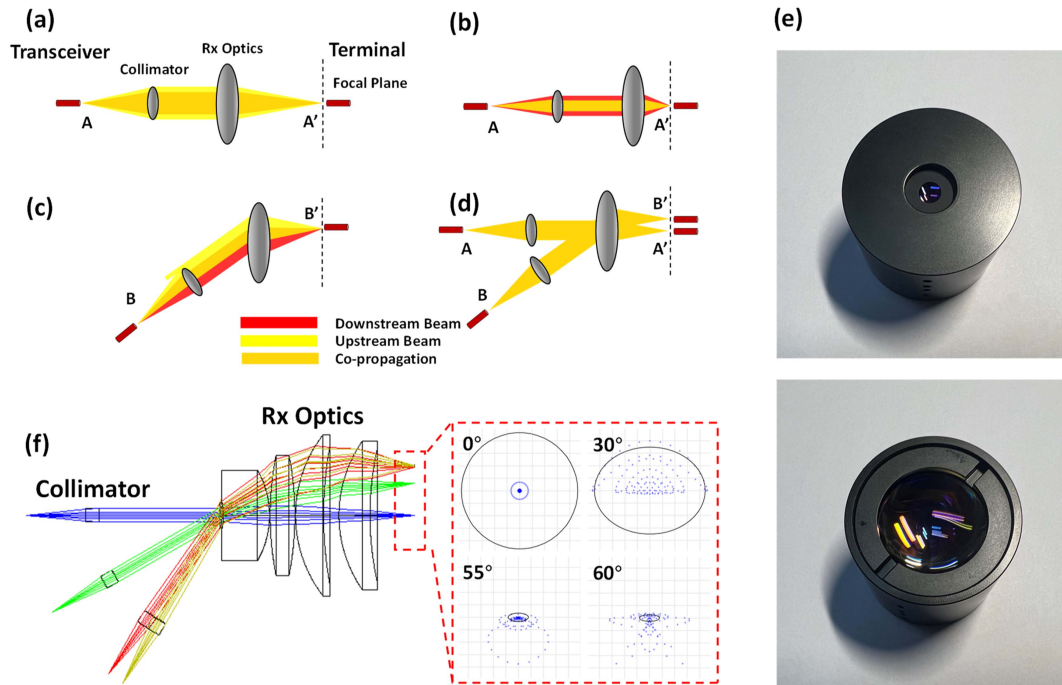 (a)
Transceiver
Collimator
Rx Optics
Terminal
Focal Plane
A
A’
(b)
A
A’
(c)
B
B’
(d)
A
B
B’
A’
Downstream Beam
Upstream Beam
Co-propagation
(e)
(f)
Collimator
Rx Optics
0°
30°
55°
60°